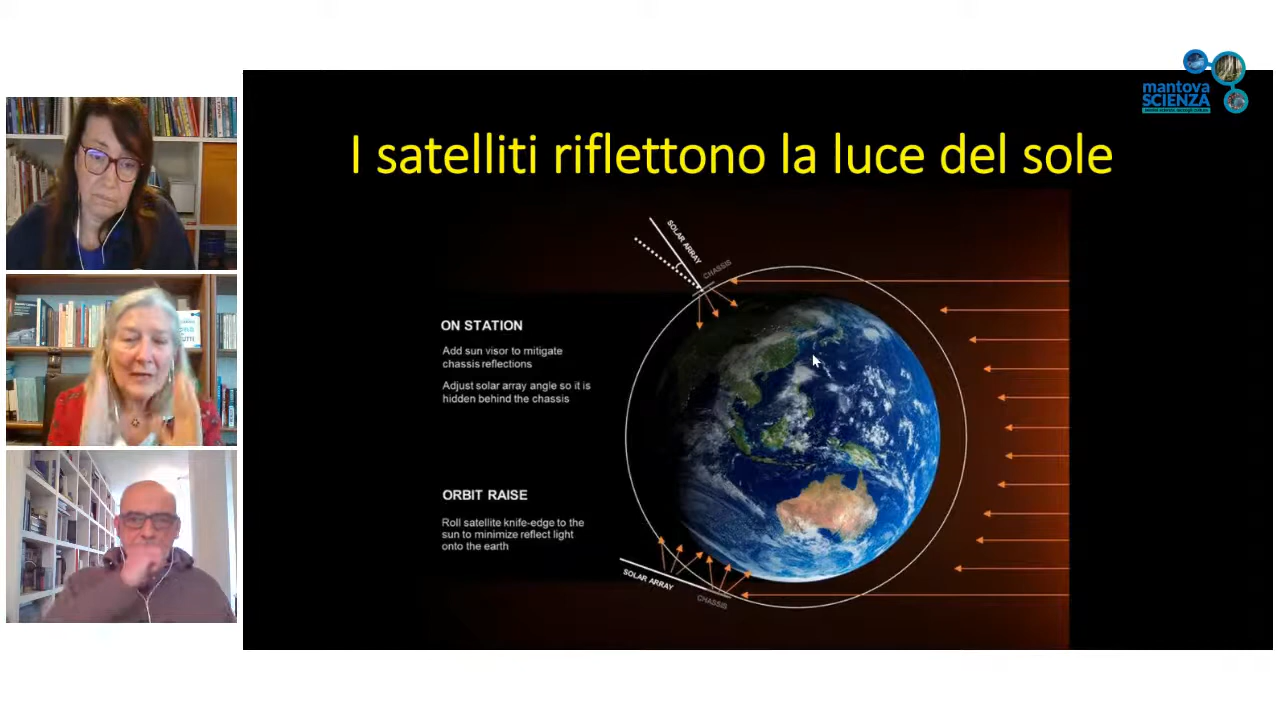 mantova
SCIENZA
I satelliti riflettono la luce del sole
SOLAR ARRAY
CHASSIS
ON STATION
Add sun visor to mitigate
chassis reflections
Adjust solar array angle so it is
hidden behind the chassis
ORBIT RAISE
Roll satellite knife-edge to the
sun to minimize reflect light
onto the earth
SOLAR ARRAY
CHASSIS